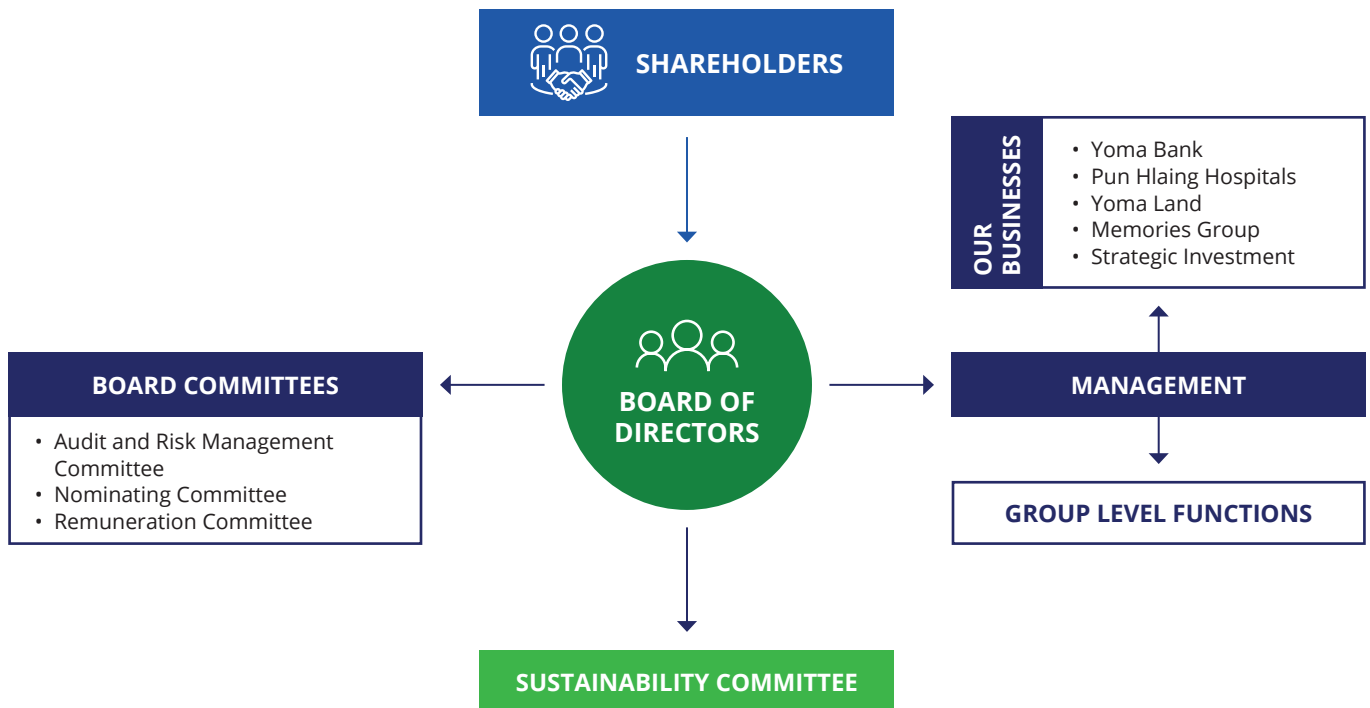 SHAREHOLDERS
OUR
BUSINESSES
• Yoma Bank
• Pun Hlaing Hospitals
• Yoma Land
• Memories Group
• Strategic Investment
BOARD COMMITTEES
• Audit and Risk Management
Committee
• Nominating Committee
• Remuneration Committee
BOARD OF
DIRECTORS
MANAGEMENT
GROUP LEVEL FUNCTIONS
SUSTAINABILITY COMMITTEE